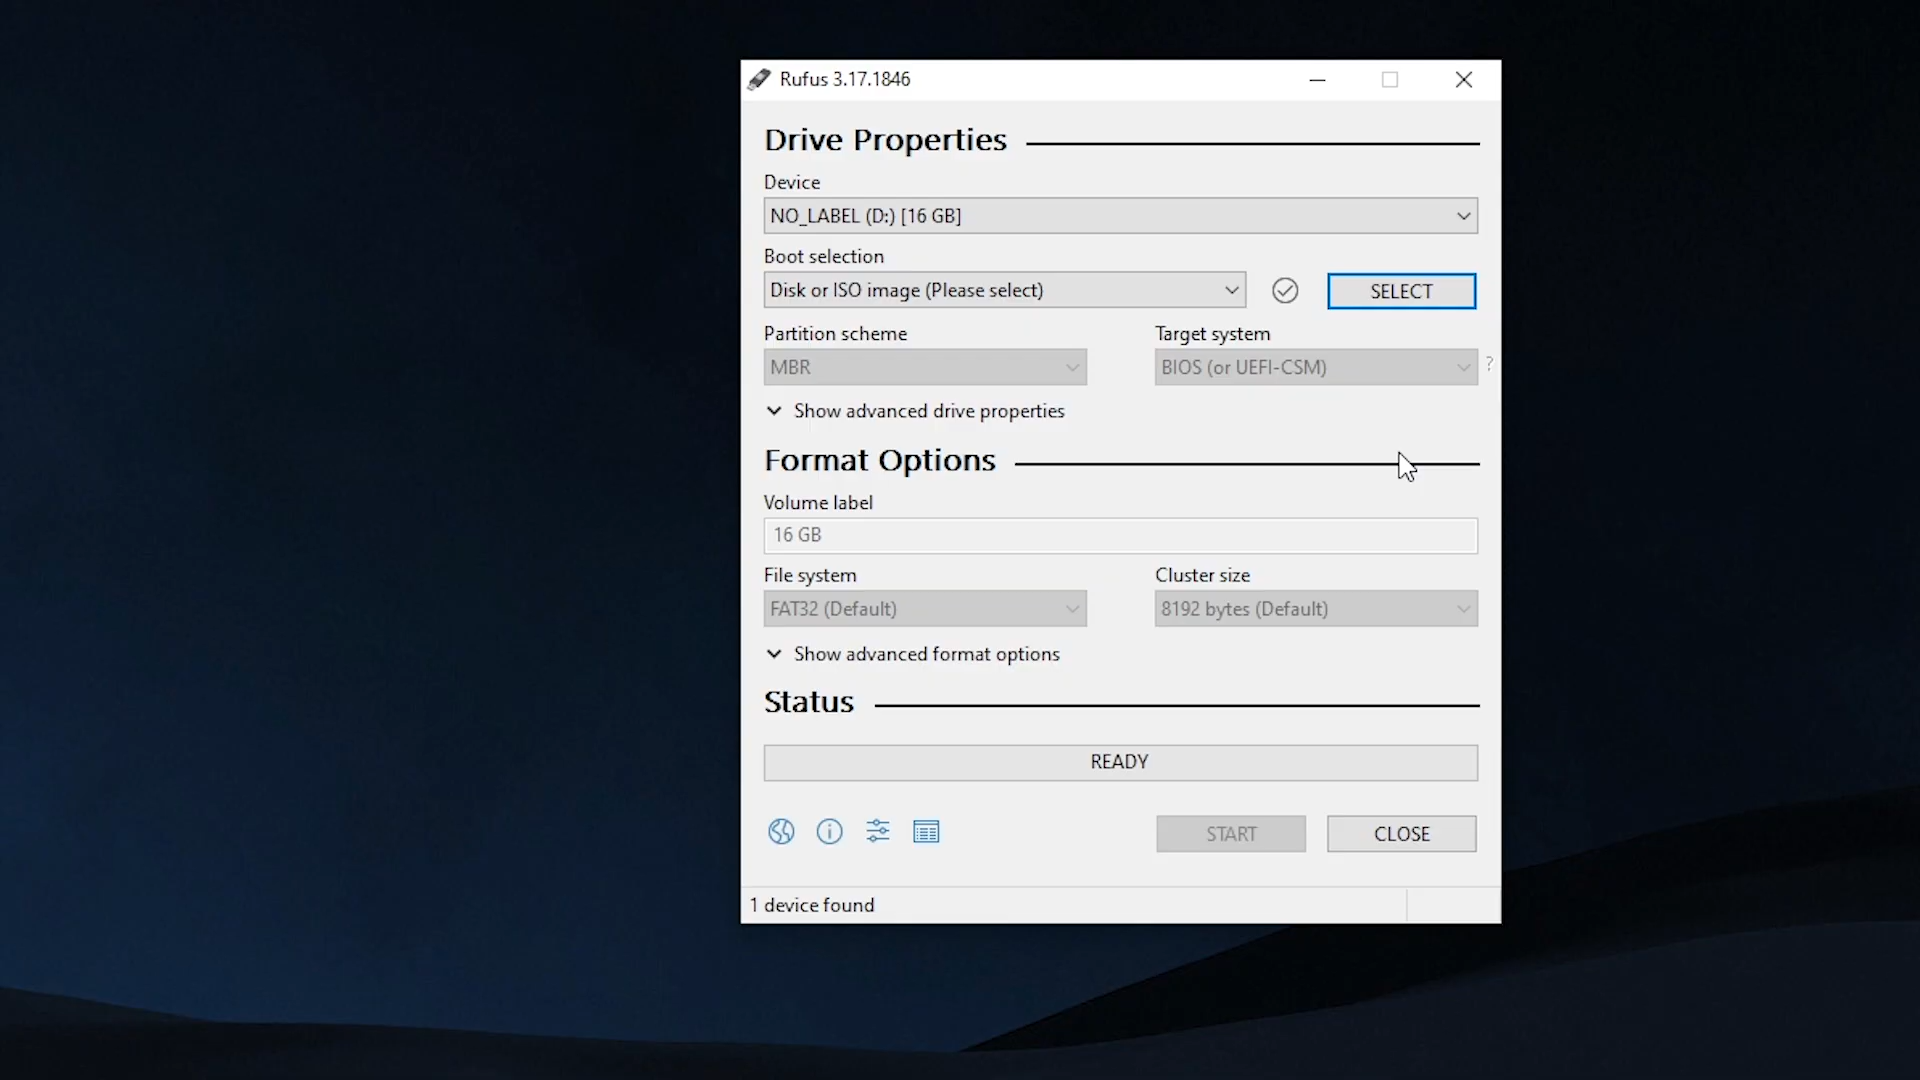 Rufus 3.17.1846
Drive Properties
Device
NO_LABEL (D:) [16 GB]
Boot selection
Disk or ISO image (Please select)
SELECT
Partition scheme
Target system
MBR
BIOS (or UEFI-CSM)
?
Show advanced drive properties
Format Options
Volume label
16 GB
File system
Cluster size
FAT32 (Default)
8192 bytes (Default)
Show advanced format options
Status
READY
START
CLOSE
1 device found